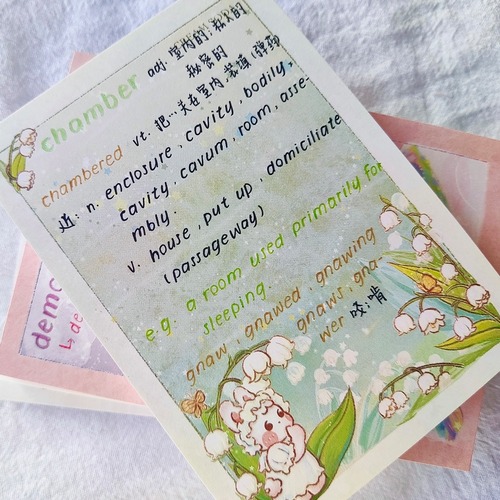 chamber adj. 室内的; 私人的
秘密的
chambered vt. 把…关在室内; 装填(弹药)
近: n. enclosure, cavity, bodily,
cavity, cavum, room, asse-
mbly.
v. house, put up, domiciliate
(passageway)
e.g. a room used primarily for
sleeping.
gnaw, gnawed, gnawing
gnaws, gna-
wer 咬; 啃
demo
↳ de